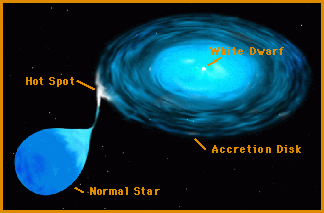 White Dwarf
Hot Spot
Accretion Disk
Normal Star